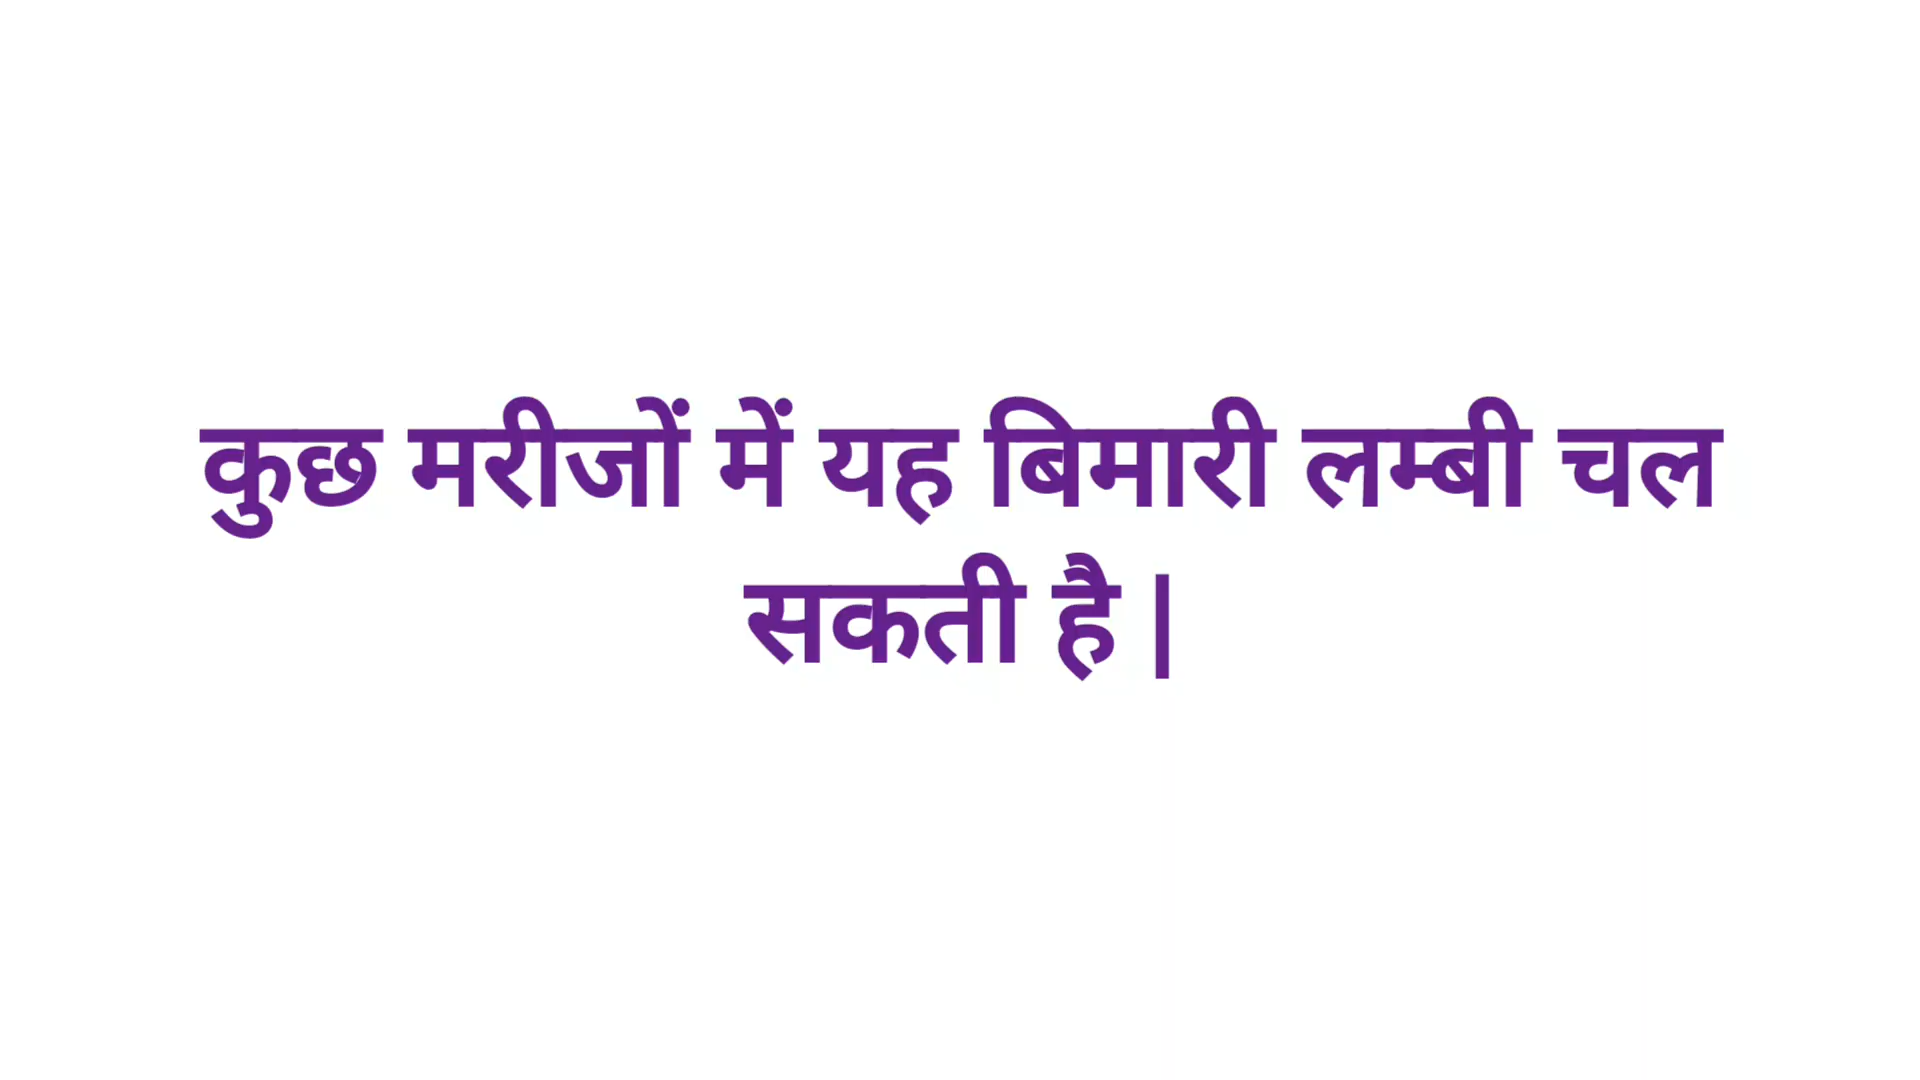 कुछ मरीजों में यह बिमारी लम्बी चल
सकती है |